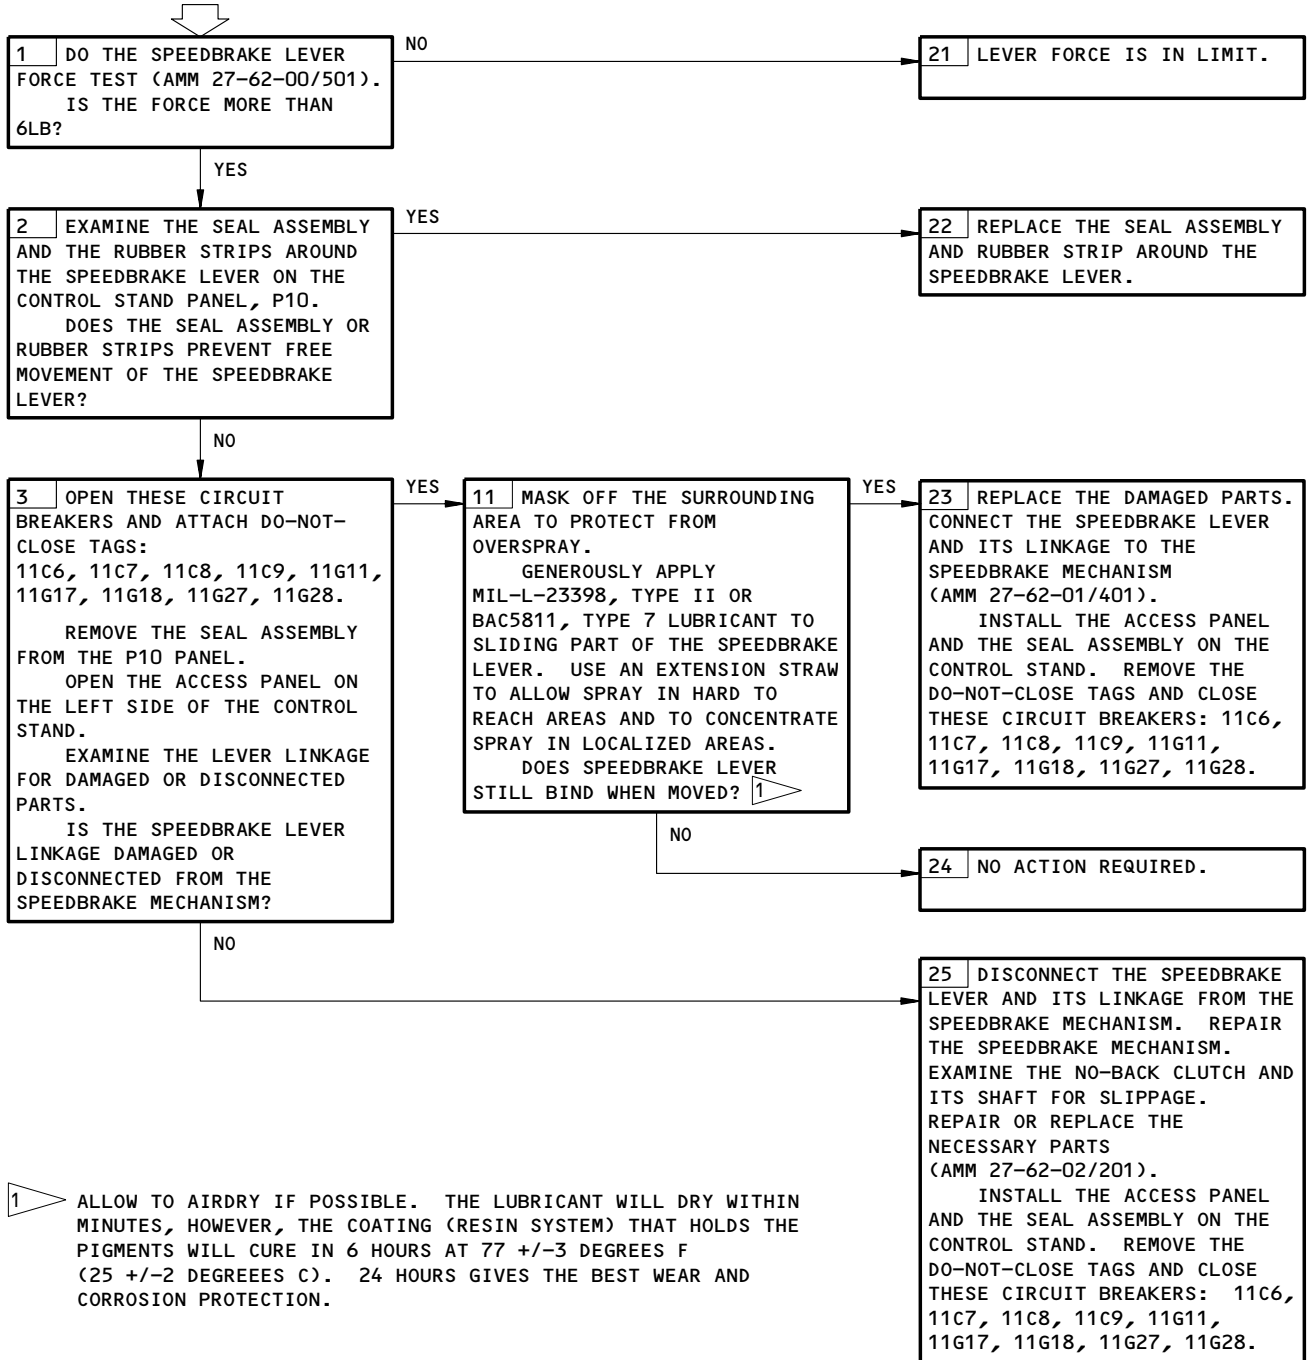 1 DO THE SPEEDBRAKE LEVER
FORCE TEST (AMM 27-62-00/501).
IS THE FORCE MORE THAN
6LB?
NO
21 LEVER FORCE IS IN LIMIT.
YES
2 EXAMINE THE SEAL ASSEMBLY
AND THE RUBBER STRIPS AROUND
THE SPEEDBRAKE LEVER ON THE
CONTROL STAND PANEL, P10.
DOES THE SEAL ASSEMBLY OR
RUBBER STRIPS PREVENT FREE
MOVEMENT OF THE SPEEDBRAKE
LEVER?
YES
22 REPLACE THE SEAL ASSEMBLY
AND RUBBER STRIP AROUND THE
SPEEDBRAKE LEVER.
NO
3 OPEN THESE CIRCUIT
BREAKERS AND ATTACH DO-NOT-
CLOSE TAGS:
11C6, 11C7, 11C8, 11C9, 11G11,
11G17, 11G18, 11G27, 11G28.
REMOVE THE SEAL ASSEMBLY
FROM THE P10 PANEL.
OPEN THE ACCESS PANEL ON
THE LEFT SIDE OF THE CONTROL
STAND.
EXAMINE THE LEVER LINKAGE
FOR DAMAGED OR DISCONNECTED
PARTS.
IS THE SPEEDBRAKE LEVER
LINKAGE DAMAGED OR
DISCONNECTED FROM THE
SPEEDBRAKE MECHANISM?
YES
11 MASK OFF THE SURROUNDING
AREA TO PROTECT FROM
OVERSPRAY.
GENEROUSLY APPLY
MIL-L-23398, TYPE II OR
BAC5811, TYPE 7 LUBRICANT TO
SLIDING PART OF THE SPEEDBRAKE
LEVER. USE AN EXTENSION STRAW
TO ALLOW SPRAY IN HARD TO
REACH AREAS AND TO CONCENTRATE
SPRAY IN LOCALIZED AREAS.
DOES SPEEDBRAKE LEVER
STILL BIND WHEN MOVED? 1
YES
23 REPLACE THE DAMAGED PARTS.
CONNECT THE SPEEDBRAKE LEVER
AND ITS LINKAGE TO THE
SPEEDBRAKE MECHANISM
(AMM 27-62-01/401).
INSTALL THE ACCESS PANEL
AND THE SEAL ASSEMBLY ON THE
CONTROL STAND. REMOVE THE
DO-NOT-CLOSE TAGS AND CLOSE
THESE CIRCUIT BREAKERS: 11C6,
11C7, 11C8, 11C9, 11G11,
11G17, 11G18, 11G27, 11G28.
NO
24 NO ACTION REQUIRED.
NO
25 DISCONNECT THE SPEEDBRAKE
LEVER AND ITS LINKAGE FROM THE
SPEEDBRAKE MECHANISM. REPAIR
THE SPEEDBRAKE MECHANISM.
EXAMINE THE NO-BACK CLUTCH AND
ITS SHAFT FOR SLIPPAGE.
REPAIR OR REPLACE THE
NECESSARY PARTS
(AMM 27-62-02/201).
INSTALL THE ACCESS PANEL
AND THE SEAL ASSEMBLY ON THE
CONTROL STAND. REMOVE THE
DO-NOT-CLOSE TAGS AND CLOSE
THESE CIRCUIT BREAKERS: 11C6,
11C7, 11C8, 11C9, 11G11,
11G17, 11G18, 11G27, 11G28.
1 ALLOW TO AIRDRY IF POSSIBLE. THE LUBRICANT WILL DRY WITHIN
MINUTES, HOWEVER, THE COATING (RESIN SYSTEM) THAT HOLDS THE
PIGMENTS WILL CURE IN 6 HOURS AT 77 +/-3 DEGREES F
(25 +/-2 DEGREEES C). 24 HOURS GIVES THE BEST WEAR AND
CORROSION PROTECTION.